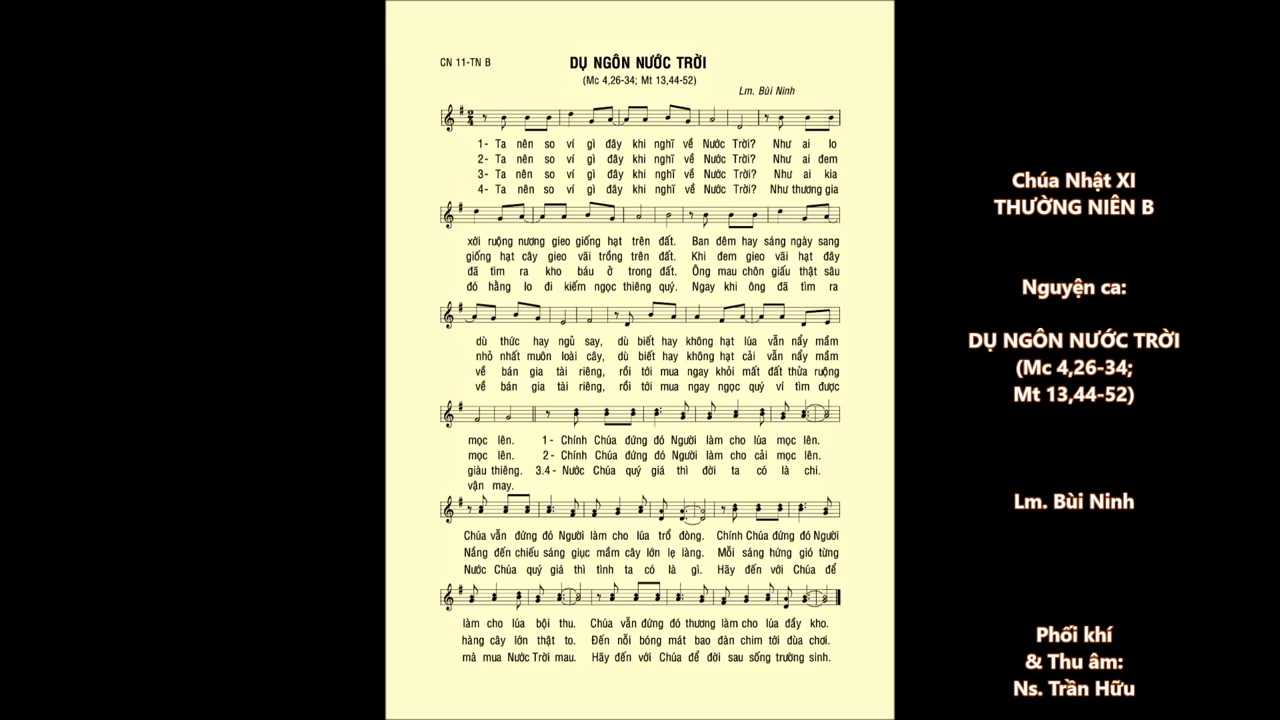 CN 11-TN B
DỤ NGÔN NƯỚC TRỜI
(Mc 4,26-34; Mt 13,44-52)
Lm. Bùi Ninh
1- Ta nên so ví gì đây khi nghĩ về Nước Trời? Như ai lo
2- Ta nên so ví gì đây khi nghĩ về Nước Trời? Như ai đem
3- Ta nên so ví gì đây khi nghĩ về Nước Trời? Như ai kia
4- Ta nên so ví gì đây khi nghĩ về Nước Trời? Như thương gia
xới ruộng nương gieo giống hạt trên đất. Ban đêm hay sáng ngày sang
giống hạt cây gieo vãi trồng trên đất. Khi đem gieo vãi hạt đây
đã tìm ra kho báu ở trong đất. Ông mau chôn giấu thật sâu
đó hằng lo đi kiếm ngọc thiêng quý. Ngay khi ông đã tìm ra
dù thức hay ngủ say, dù biết hay không hạt lúa vẫn nẩy mầm
nhỏ nhất muôn loài cây, dù biết hay không hạt cải vẫn nẩy mầm
về bán gia tài riêng, rồi tới mua ngay khỏi mất đất thửa ruộng
về bán gia tài riêng, rồi tới mua ngay ngọc quý ví tìm được
mọc lên. 1- Chính Chúa đứng đó Người làm cho lúa mọc lên.
mọc lên. 2- Chính Chúa đứng đó Người làm cho cải mọc lên.
giàu thiêng. 3.4- Nước Chúa quý giá thì đời ta có là chi.
vận may.
Chúa vẫn đứng đó Người làm cho lúa trổ đòng. Chính Chúa đứng đó Người
Nắng đến chiếu sáng giục mầm cây lớn lẹ làng. Mỗi sáng hứng gió từng
Nước Chúa quý giá thì tình ta có là gì. Hãy đến với Chúa để
làm cho lúa bội thu. Chúa vẫn đứng đó thương làm cho lúa đầy kho.
hàng cây lớn thật to. Đến nỗi bóng mát bao đàn chim tới đùa chơi.
mà mua Nước Trời mau. Hãy đến với Chúa để đời sau sống trường sinh.
Chúa Nhật XI
THƯỜNG NIÊN B
Nguyện ca:
DỤ NGÔN NƯỚC TRỜI
(Mc 4,26-34;
Mt 13,44-52)
Lm. Bùi Ninh
Phối khí
& Thu âm:
Ns. Trần Hữu